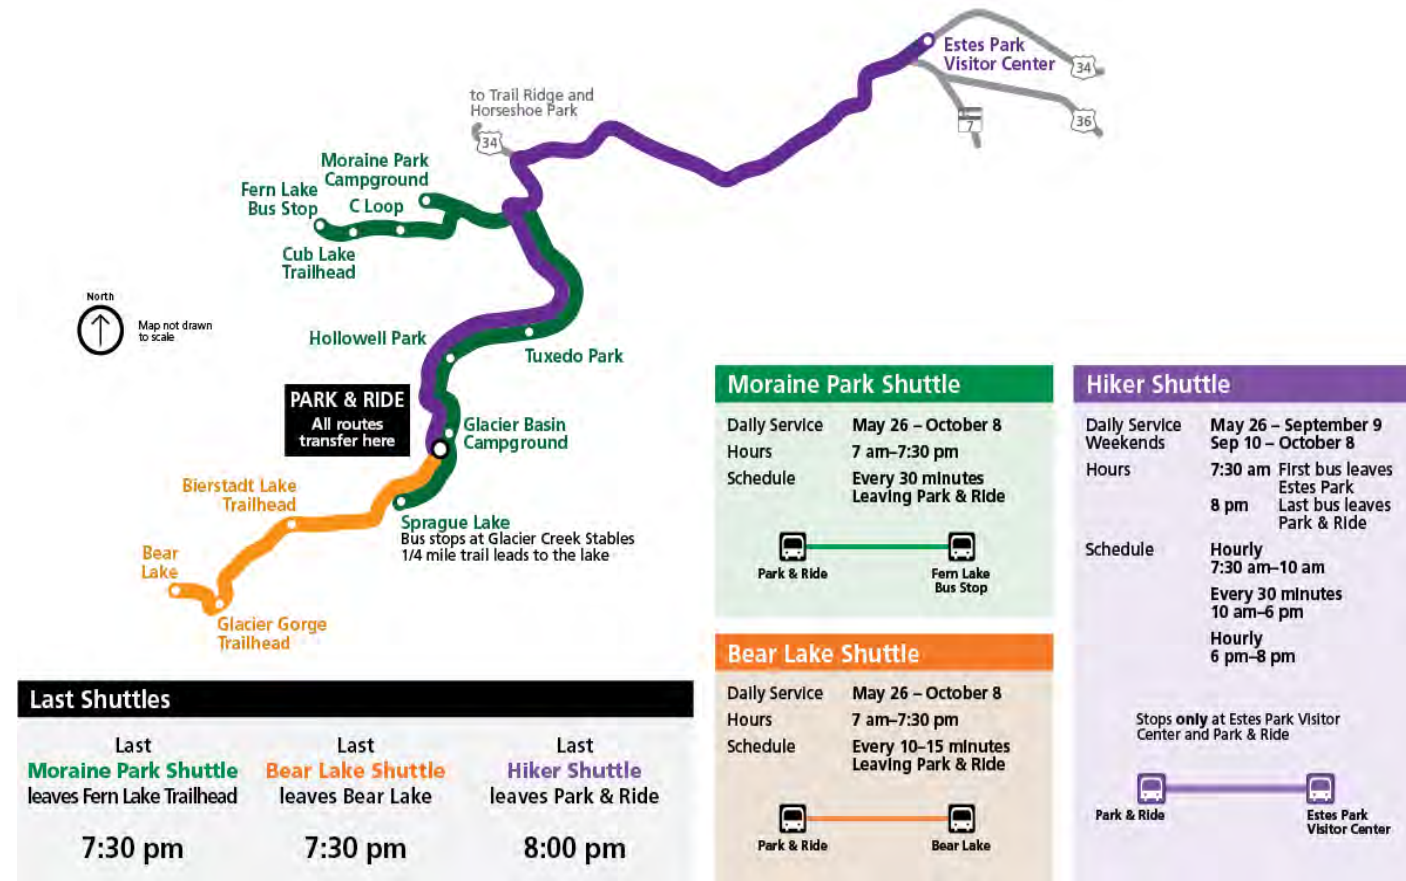 Estes Park
Visitor Center
34
36
7
to Trail Ridge and
Horseshoe Park
34
Moraine Park
Campground
Fern Lake
Bus Stop
C Loop
Cub Lake
Trailhead
North
Map not drawn
to scale
Hollowell Park
Tuxedo Park
PARK & RIDE
All routes
transfer here
Glacier Basin
Campground
Bierstadt Lake
Trailhead
Sprague Lake
Bus stops at Glacier Creek Stables
1/4 mile trail leads to the lake
Bear
Lake
Glacier Gorge
Trailhead
Last Shuttles
Last
Moraine Park Shuttle
leaves Fern Lake Trailhead
7:30 pm
Last
Bear Lake Shuttle
leaves Bear Lake
7:30 pm
Last
Hiker Shuttle
leaves Park & Ride
8:00 pm
Moraine Park Shuttle
Daily Service May 26 – October 8
Hours 7 am–7:30 pm
Schedule Every 30 minutes
Leaving Park & Ride
Park & Ride
Fern Lake
Bus Stop
Bear Lake Shuttle
Daily Service May 26 – October 8
Hours 7 am–7:30 pm
Schedule Every 10–15 minutes
Leaving Park & Ride
Park & Ride
Bear Lake
Hiker Shuttle
Daily Service May 26 – September 9
Weekends Sep 10 – October 8
Hours 7:30 am First bus leaves
Estes Park
8 pm Last bus leaves
Park & Ride
Schedule Hourly
7:30 am–10 am
Every 30 minutes
10 am–6 pm
Hourly
6 pm–8 pm
Stops only at Estes Park Visitor
Center and Park & Ride
Park & Ride
Estes Park
Visitor Center